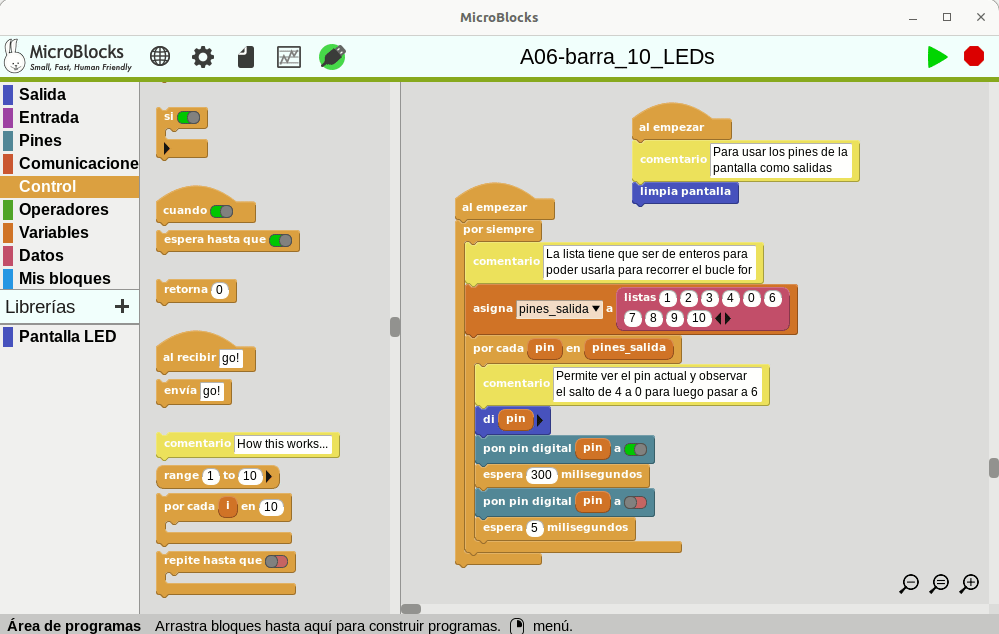 MicroBlocks
MicroBlocks
Small, Fast, Human Friendly
A06-barra_10_LEDs
Salida
Entrada
Pines
Comunicacione
Control
Operadores
Variables
Datos
Mis bloques
Librerías +
Pantalla LED
si
cuando
espera hasta que
retorna 0
al recibir go!
envía go!
comentario How this works...
range 1 to 10
por cada i en 10
repite hasta que
al empezar
comentario Para usar los pines de la
pantalla como salidas
limpia pantalla
al empezar
por siempre
comentario La lista tiene que ser de enteros para
poder usarla para recorrer el bucle for
asigna pines_salida a listas 1 2 3 4 0 6
7 8 9 10
por cada pin en pines_salida
comentario Permite ver el pin actual y observar
el salto de 4 a 0 para luego pasar a 6
di pin
pon pin digital pin a
espera 300 milisegundos
pon pin digital pin a
espera 5 milisegundos
Área de programas Arrastra bloques hasta aquí para construir programas. menú.